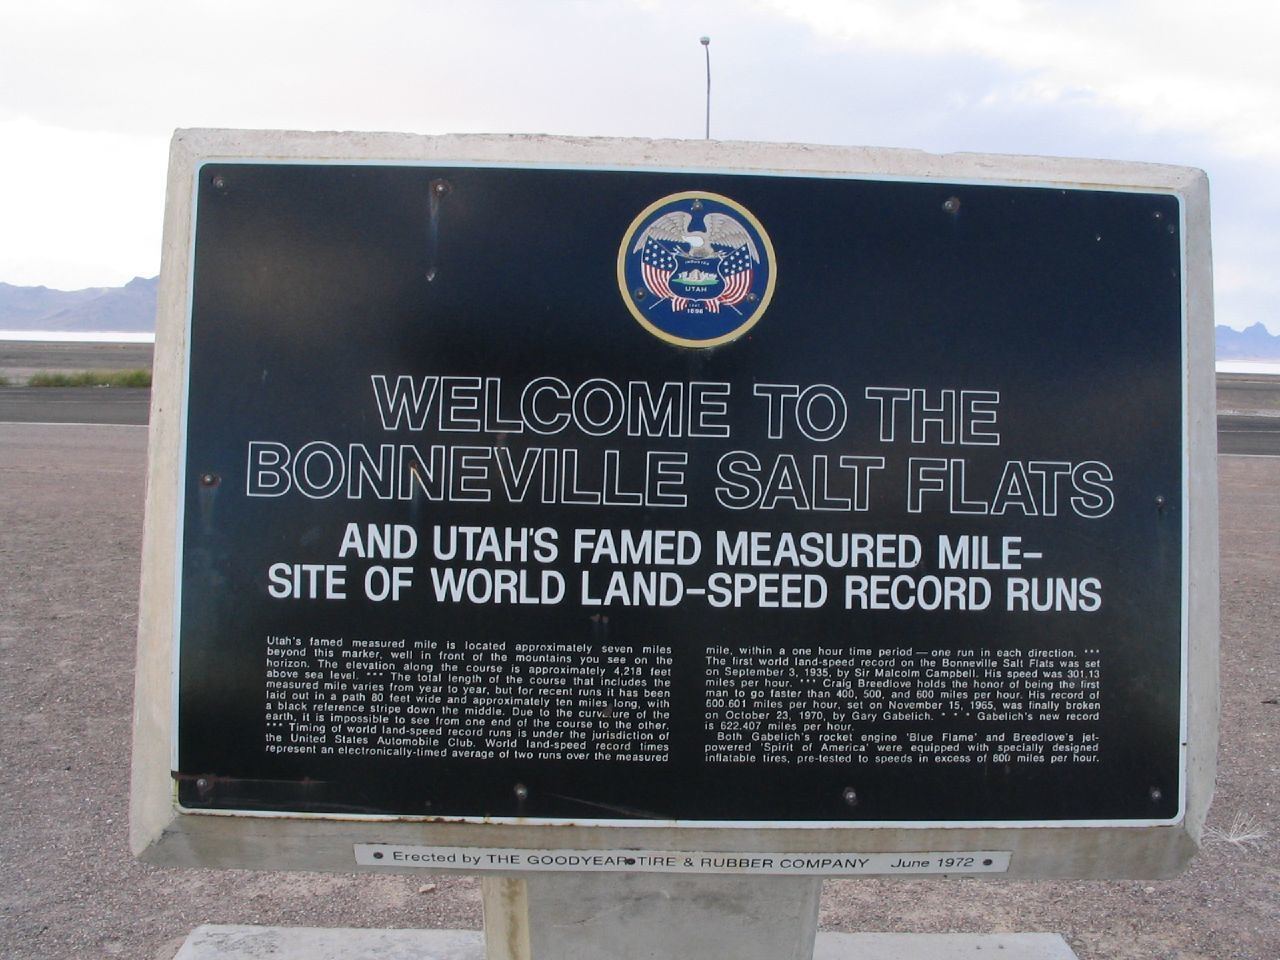 INDUSTRY
UTAH
1896
WELCOME TO THE
BONNEVILLE SALT FLATS
AND UTAH'S FAMED MEASURED MILE–
SITE OF WORLD LAND–SPEED RECORD RUNS
Utah's famed measured mile is located approximately seven miles
beyond this marker, well in front of the mountains you see on the
horizon. The elevation along the course is approximately 4,218 feet
above sea level. *** The total length of the course that includes the
measured mile varies from year to year, but for recent runs it has been
laid out in a path 80 feet wide and approximately ten miles long, with
a black reference stripe down the middle. Due to the curvature of the
earth, it is impossible to see from one end of the course to the other.
*** Timing of world land-speed record runs is under the jurisdiction of
the United States Automobile Club. World land-speed record times
represent an electronically-timed average of two runs over the measured
mile, within a one hour time period — one run in each direction. ***
The first world land-speed record on the Bonneville Salt Flats was set
on September 3, 1935, by Sir Malcolm Campbell. His speed was 301.13
miles per hour. *** Craig Breedlove holds the honor of being the first
man to go faster than 400, 500, and 600 miles per hour. His record of
600.601 miles per hour, set on November 15, 1965, was finally broken
on October 23, 1970, by Gary Gabelich. * * * Gabelich's new record
is 622.407 miles per hour.
Both Gabelich's rocket engine 'Blue Flame' and Breedlove's jet-
powered 'Spirit of America' were equipped with specially designed
inflatable tires, pre-tested to speeds in excess of 800 miles per hour.
Erected by THE GOODYEAR TIRE & RUBBER COMPANY June 1972